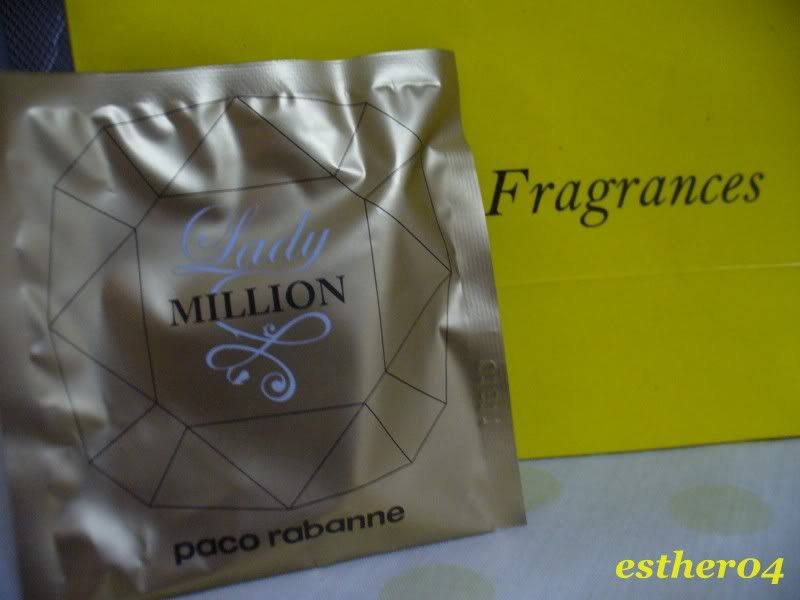 Lady
MILLION
paco rabanne
Fragrances
esther04